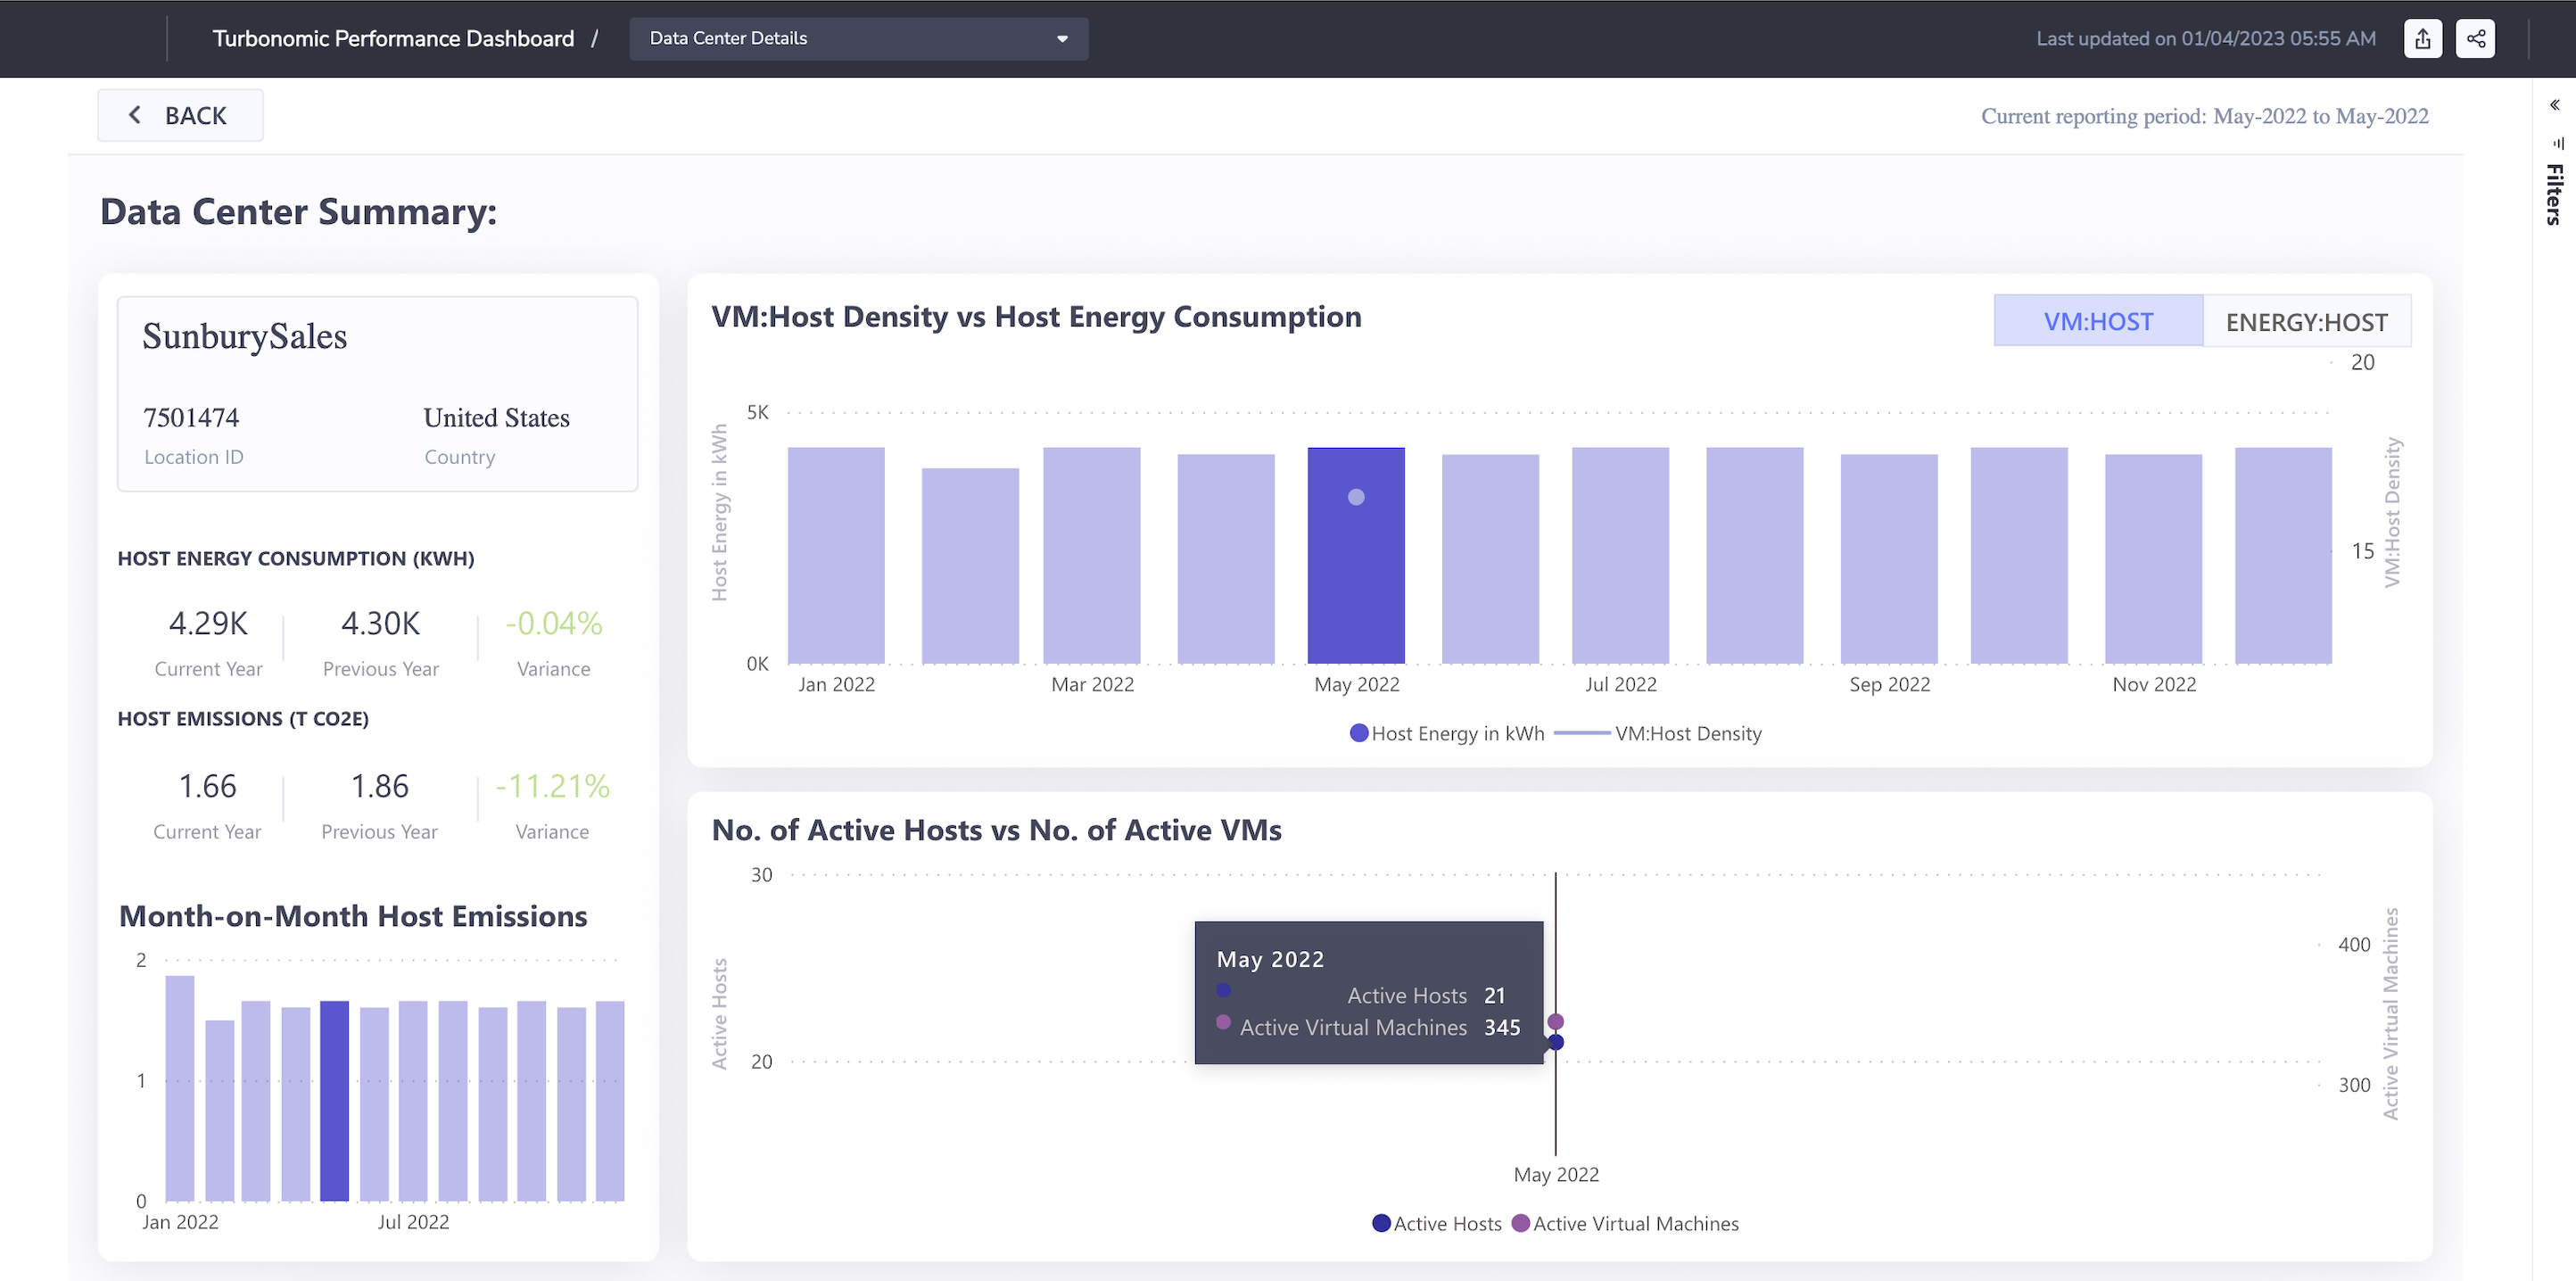 Turbonomic Performance Dashboard / Data Center Details
Last updated on 01/04/2023 05:55 AM
BACK
Current reporting period: May-2022 to May-2022
Filters
Data Center Summary:
SunburySales
7501474 United States
Location ID Country
HOST ENERGY CONSUMPTION (KWH)
4.29K 4.30K -0.04%
Current Year Previous Year Variance
HOST EMISSIONS (T CO2E)
1.66 1.86 -11.21%
Current Year Previous Year Variance
Month-on-Month Host Emissions
2
1
0
Jan 2022 Jul 2022
VM:Host Density vs Host Energy Consumption
VM:HOST ENERGY:HOST
20
5K
15
0K
Host Energy in kWh
VM:Host Density
Jan 2022 Mar 2022 May 2022 Jul 2022 Sep 2022 Nov 2022
Host Energy in kWh VM:Host Density
No. of Active Hosts vs No. of Active VMs
30
20
Active Hosts
400
300
Active Virtual Machines
May 2022
Active Hosts 21
Active Virtual Machines 345
May 2022
Active Hosts Active Virtual Machines